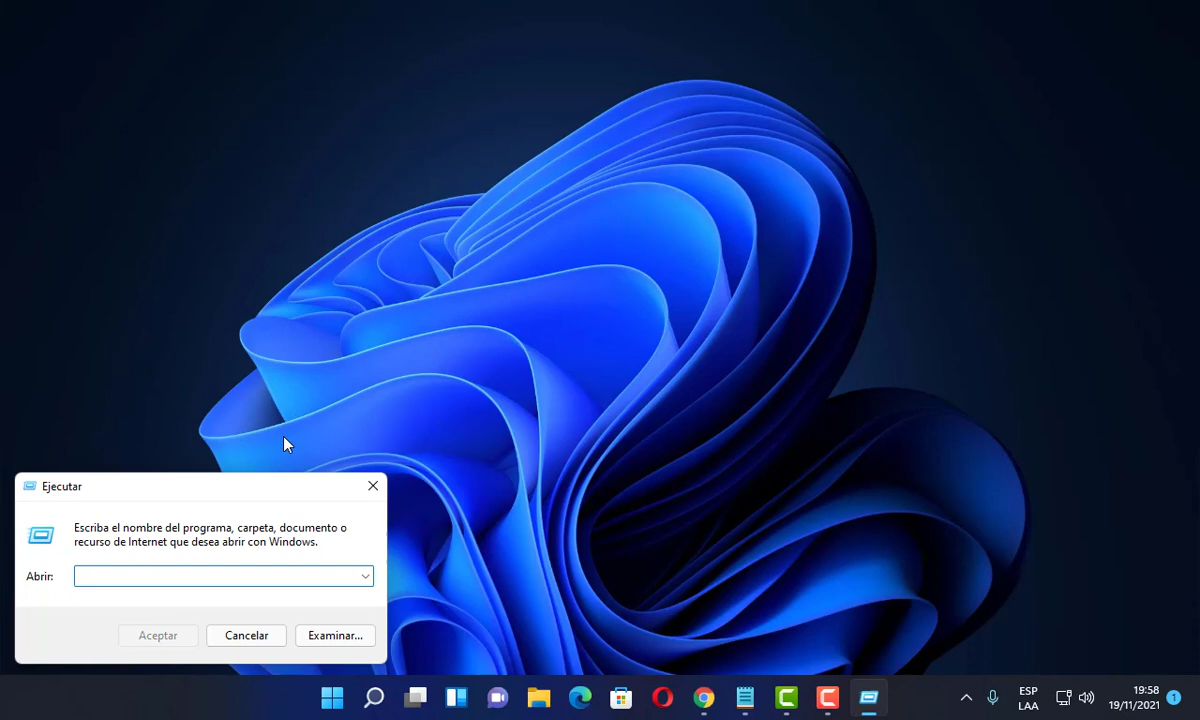 Ejecutar
Escriba el nombre del programa, carpeta, documento o
recurso de Internet que desea abrir con Windows.
Abrir:
Aceptar
Cancelar
Examinar...
ESP
LAA
19:58
19/11/2021
1